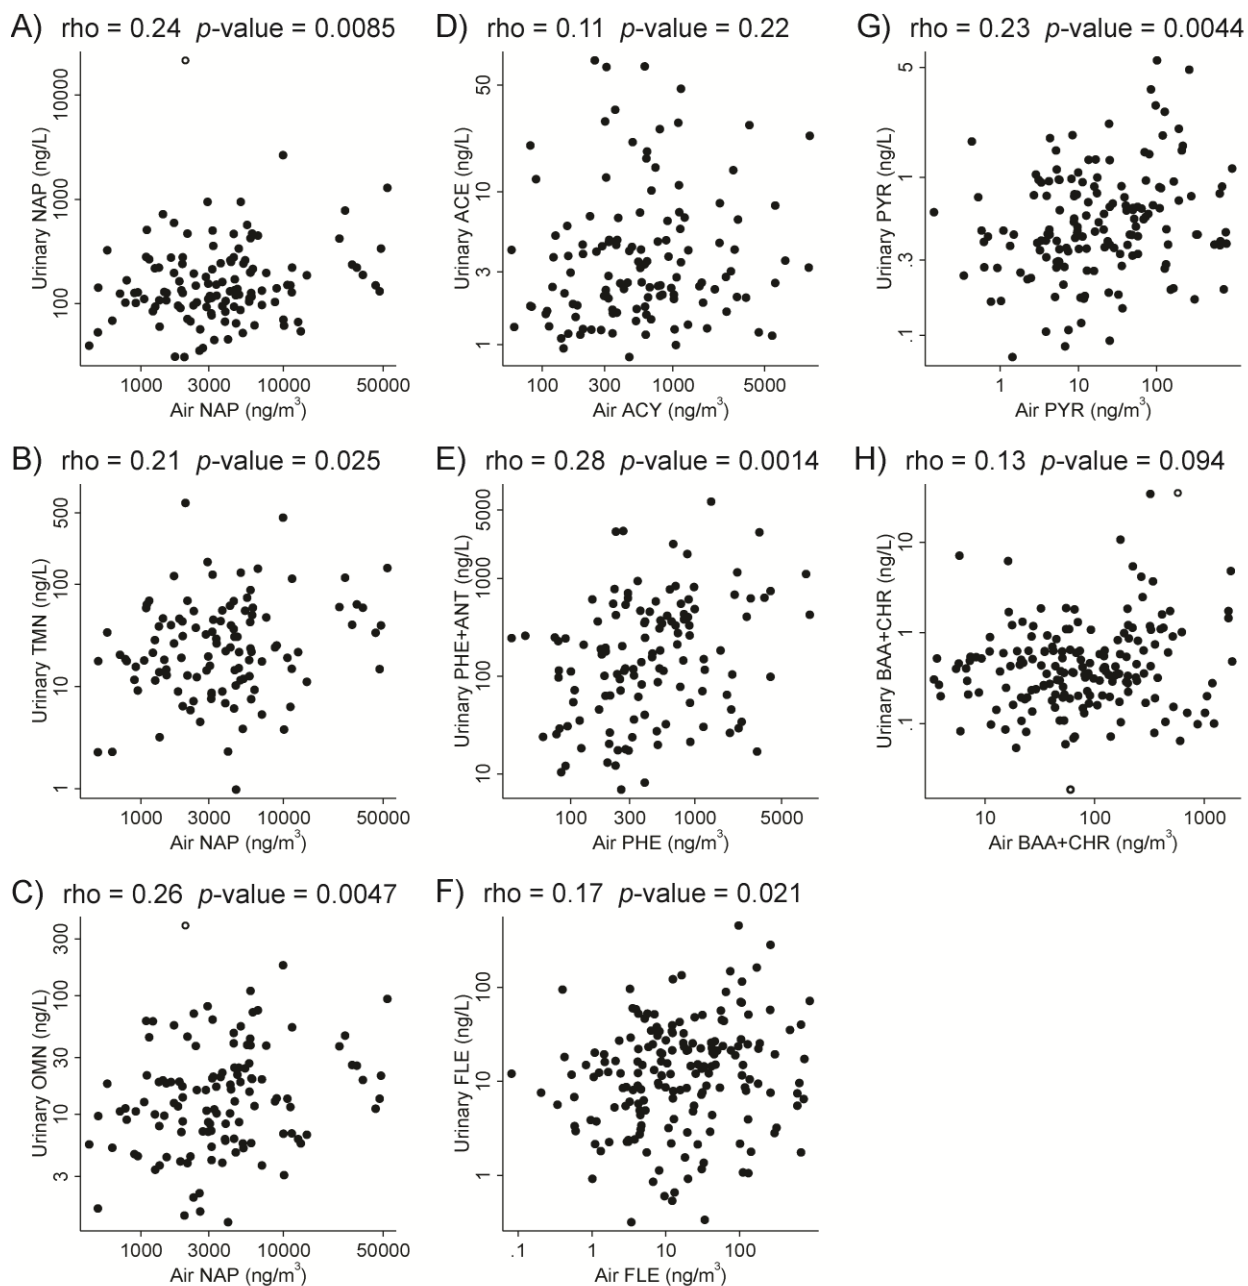 A) rho = 0.24 p-value = 0.0085
Urinary NAP (ng/L)
10000
1000
100
1000 3000 10000 50000
Air NAP (ng/m³)
B) rho = 0.21 p-value = 0.025
Urinary TMN (ng/L)
500
100
10
1
1000 3000 10000 50000
Air NAP (ng/m³)
C) rho = 0.26 p-value = 0.0047
Urinary OMN (ng/L)
300
100
30
10
3
1000 3000 10000 50000
Air NAP (ng/m³)
D) rho = 0.11 p-value = 0.22
Urinary ACE (ng/L)
50
10
3
1
100 300 1000 5000
Air ACY (ng/m³)
E) rho = 0.28 p-value = 0.0014
Urinary PHE+ANT (ng/L)
5000
1000
100
10
100 300 1000 5000
Air PHE (ng/m³)
F) rho = 0.17 p-value = 0.021
Urinary FLE (ng/L)
100
10
1
.1 1 10 100
Air FLE (ng/m³)
G) rho = 0.23 p-value = 0.0044
Urinary PYR (ng/L)
5
1
.3
.1
1 10 100
Air PYR (ng/m³)
H) rho = 0.13 p-value = 0.094
Urinary BAA+CHR (ng/L)
10
1
.1
10 100 1000
Air BAA+CHR (ng/m³)